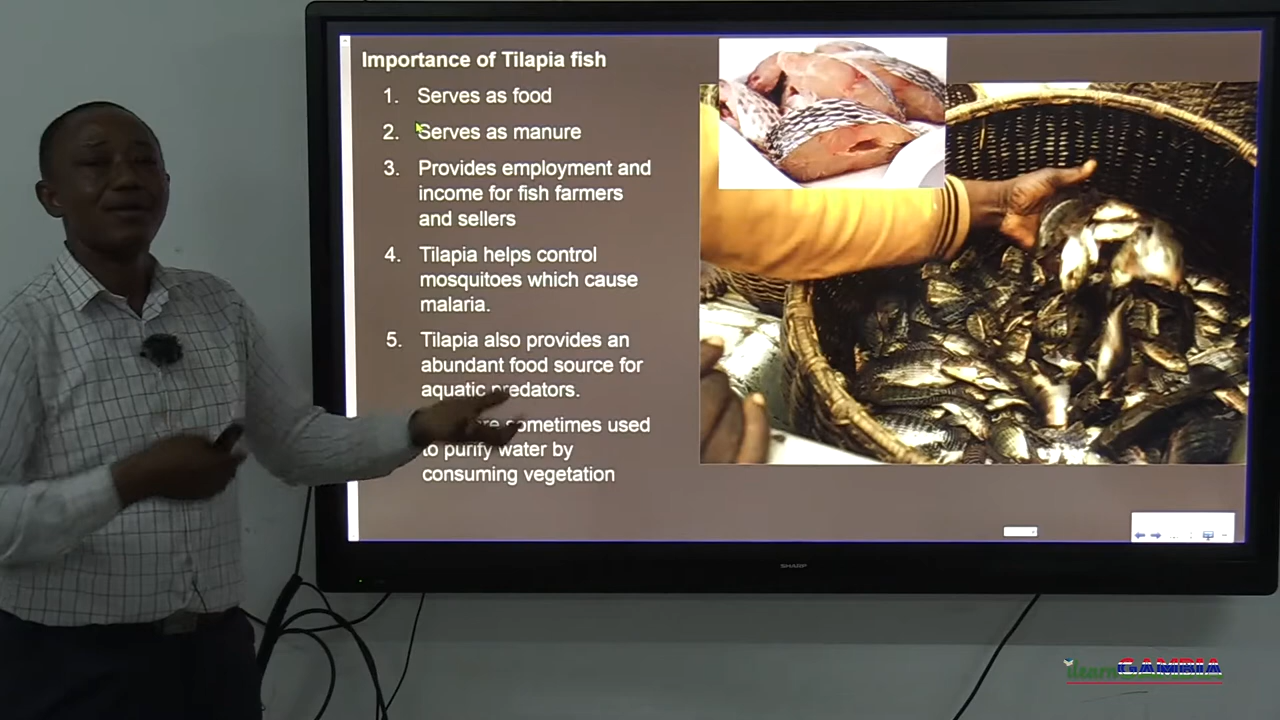 Importance of Tilapia fish
1. Serves as food
2. Serves as manure
3. Provides employment and
income for fish farmers
and sellers
4. Tilapia helps control
mosquitoes which cause
malaria.
5. Tilapia also provides an
abundant food source for
aquatic predators.
sometimes used
to purify water by
consuming vegetation
SHARP
ilearnGAMBIA